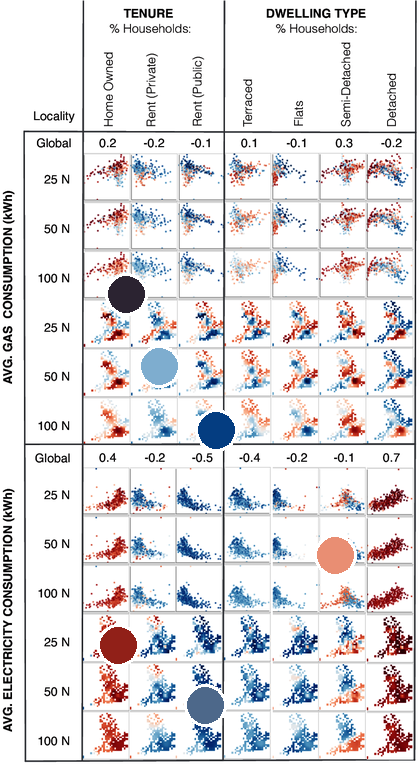 TENURE DWELLING TYPE
% Households: % Households:
Locality Home Owned Rent (Private) Rent (Public) Terraced Flats Semi-Detached Detached
AVG. GAS CONSUMPTION (kWh)
Global 0.2 -0.2 -0.1 0.1 -0.1 0.3 -0.2
25 N
50 N
100 N
25 N
50 N
100 N
AVG. ELECTRICITY CONSUMPTION (kWh)
Global 0.4 -0.2 -0.5 -0.4 -0.2 -0.1 0.7
25 N
50 N
100 N
25 N
50 N
100 N